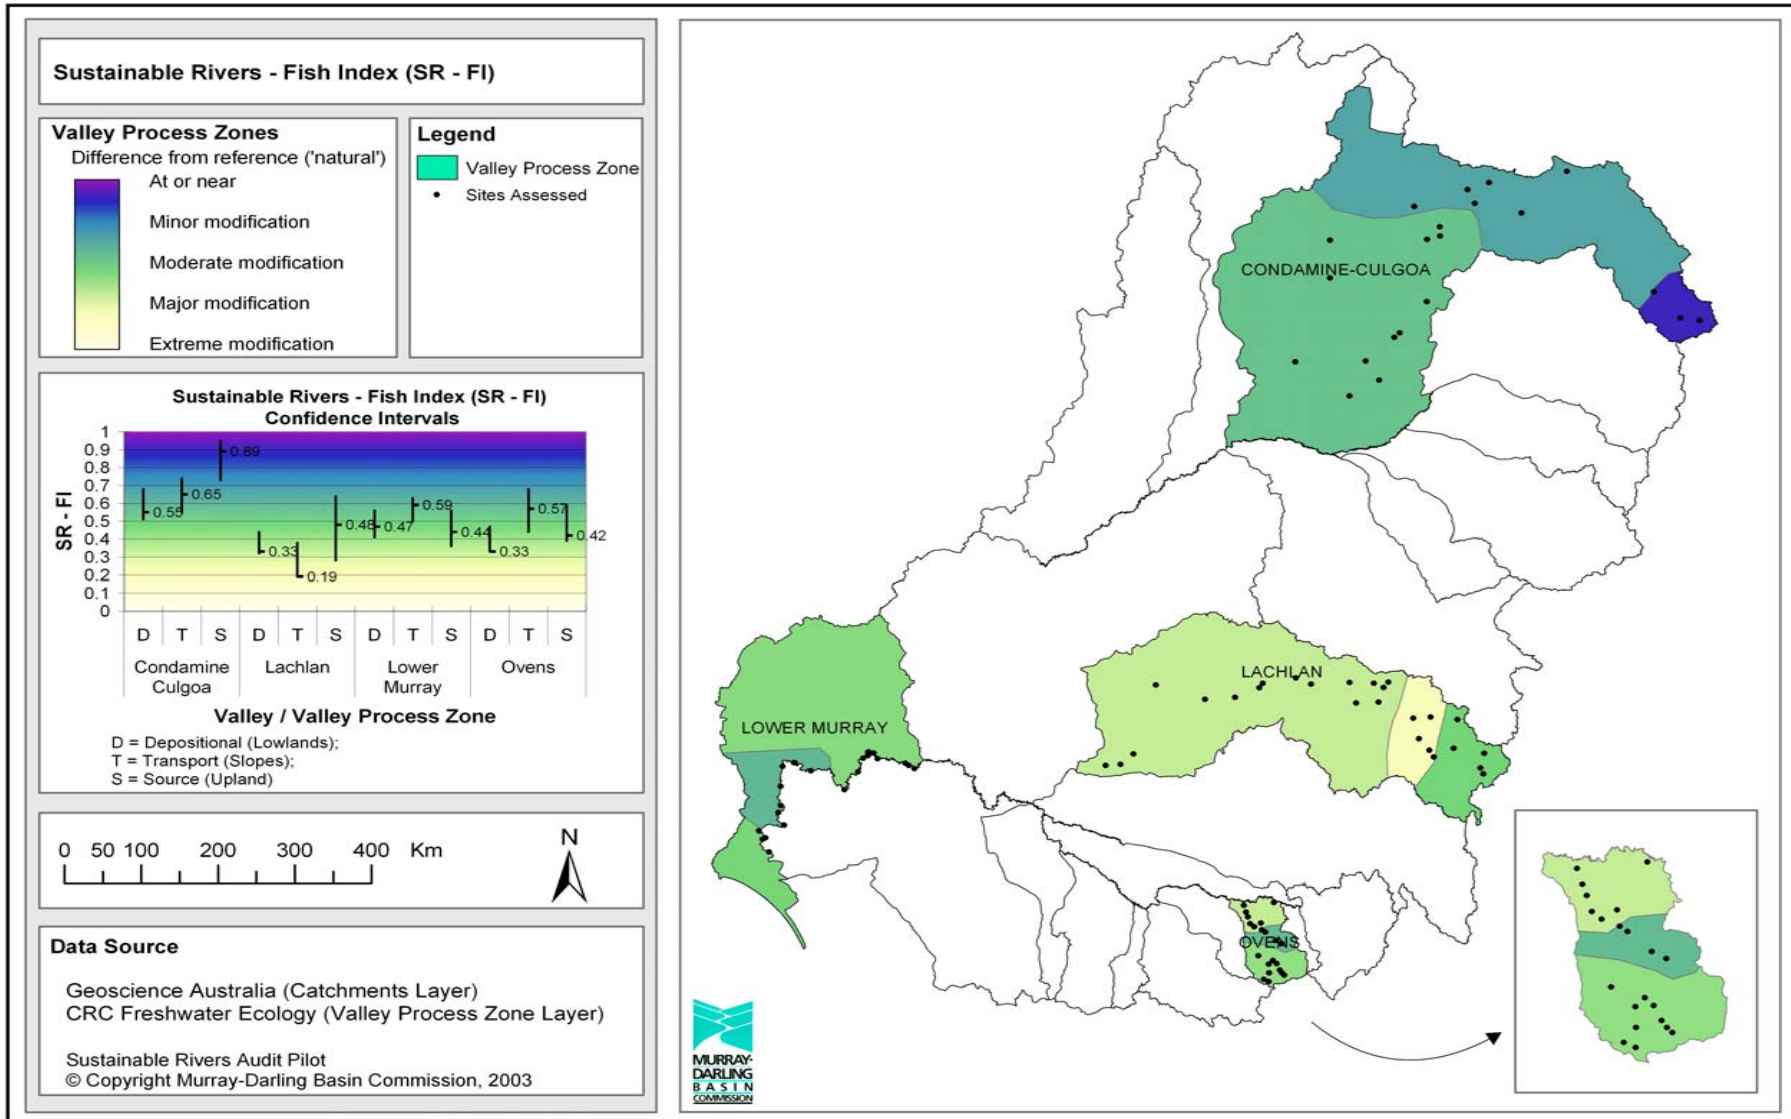 Sustainable Rivers - Fish Index (SR - FI)
Valley Process Zones
Difference from reference ('natural')
At or near
Minor modification
Moderate modification
Major modification
Extreme modification
Legend
Valley Process Zone
Sites Assessed
Sustainable Rivers - Fish Index (SR - FI)
Confidence Intervals
SR - FI
1
0.9
0.8
0.7
0.6
0.5
0.4
0.3
0.2
0.1
0
0.55
0.65
0.89
0.33
0.19
0.48
0.47
0.59
0.44
0.33
0.57
0.42
D T S D T S D T S D T S
Condamine Culgoa
Lachlan
Lower Murray
Ovens
Valley / Valley Process Zone
D = Depositional (Lowlands);
T = Transport (Slopes);
S = Source (Upland)
0 50 100 200 300 400 Km
N
Data Source
Geoscience Australia (Catchments Layer)
CRC Freshwater Ecology (Valley Process Zone Layer)
Sustainable Rivers Audit Pilot
© Copyright Murray-Darling Basin Commission, 2003
CONDAMINE-CULGOA
LACHLAN
LOWER MURRAY
OVENS
MURRAY-
DARLING
BASIN
COMMISSION